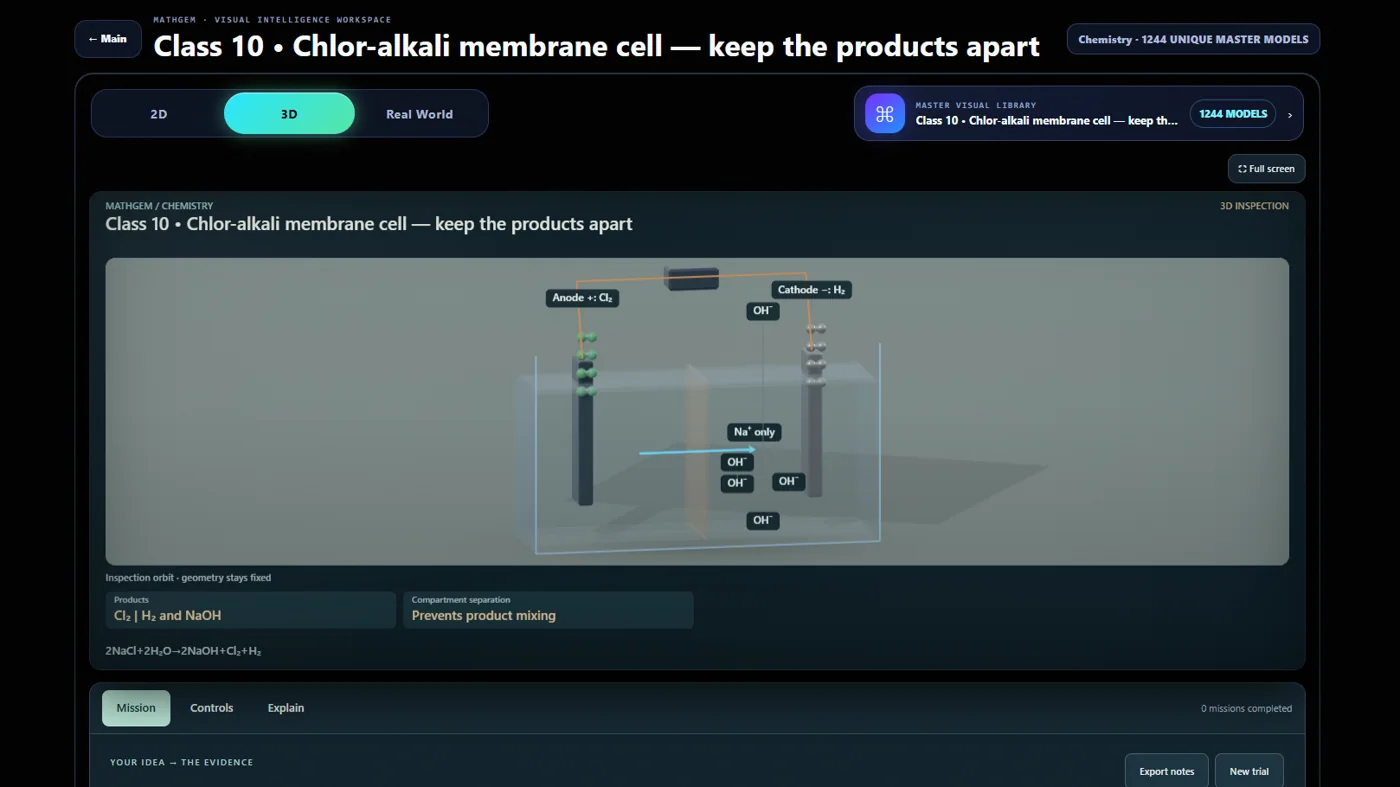 ← Main
MATHGEM · VISUAL INTELLIGENCE WORKSPACE
Class 10 • Chlor-alkali membrane cell — keep the products apart
Chemistry · 1244 UNIQUE MASTER MODELS
2D
3D
Real World
⌘
MASTER VISUAL LIBRARY
Class 10 • Chlor-alkali membrane cell — keep th...
1244 MODELS
›
⛶ Full screen
MATHGEM / CHEMISTRY
3D INSPECTION
Class 10 • Chlor-alkali membrane cell — keep the products apart
Anode +: Cl₂
Cathode −: H₂
OH⁻
Na⁺ only
OH⁻
OH⁻
OH⁻
OH⁻
Inspection orbit · geometry stays fixed
Products
Cl₂ | H₂ and NaOH
Compartment separation
Prevents product mixing
2NaCl+2H₂O→2NaOH+Cl₂+H₂
Mission
Controls
Explain
0 missions completed
YOUR IDEA → THE EVIDENCE
Export notes
New trial